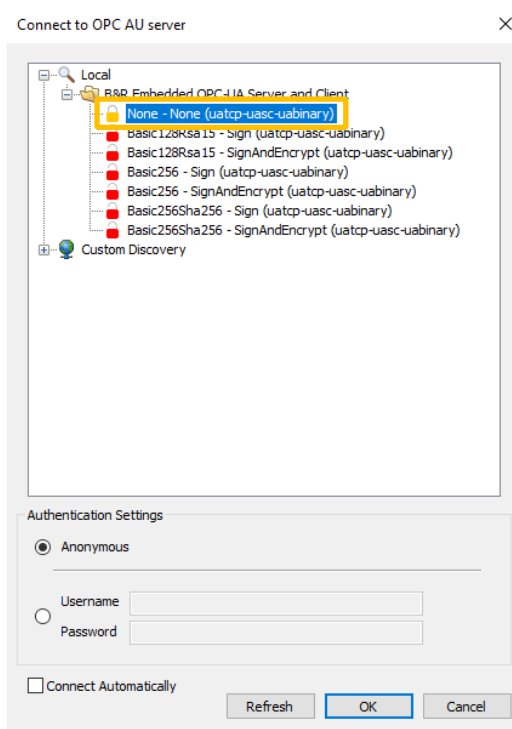 Connect to OPC AU server
Local
B&R Embedded OPC-UA Server and Client
None - None (uatcp-uasc-uabinary)
Basic128Rsa15 - Sign (uatcp-uasc-uabinary)
Basic128Rsa15 - SignAndEncrypt (uatcp-uasc-uabinary)
Basic256 - Sign (uatcp-uasc-uabinary)
Basic256 - SignAndEncrypt (uatcp-uasc-uabinary)
Basic256Sha256 - Sign (uatcp-uasc-uabinary)
Basic256Sha256 - SignAndEncrypt (uatcp-uasc-uabinary)
Custom Discovery
Authentication Settings
Anonymous
Username
Password
Connect Automatically
Refresh OK Cancel